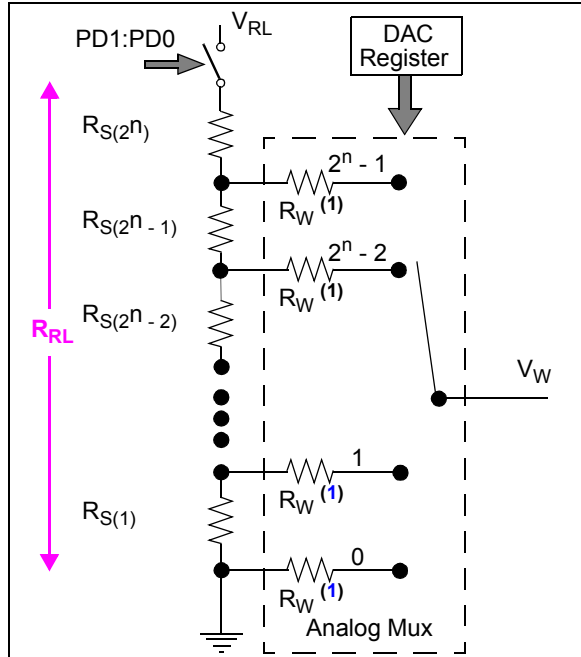 V_RL
PD1:PD0
DAC
Register
R_S(2^n)
2^n - 1
R_W (1)
R_S(2^n - 1)
2^n - 2
R_W (1)
R_S(2^n - 2)
R_RL
V_W
1
R_W (1)
R_S(1)
0
R_W (1)
Analog Mux